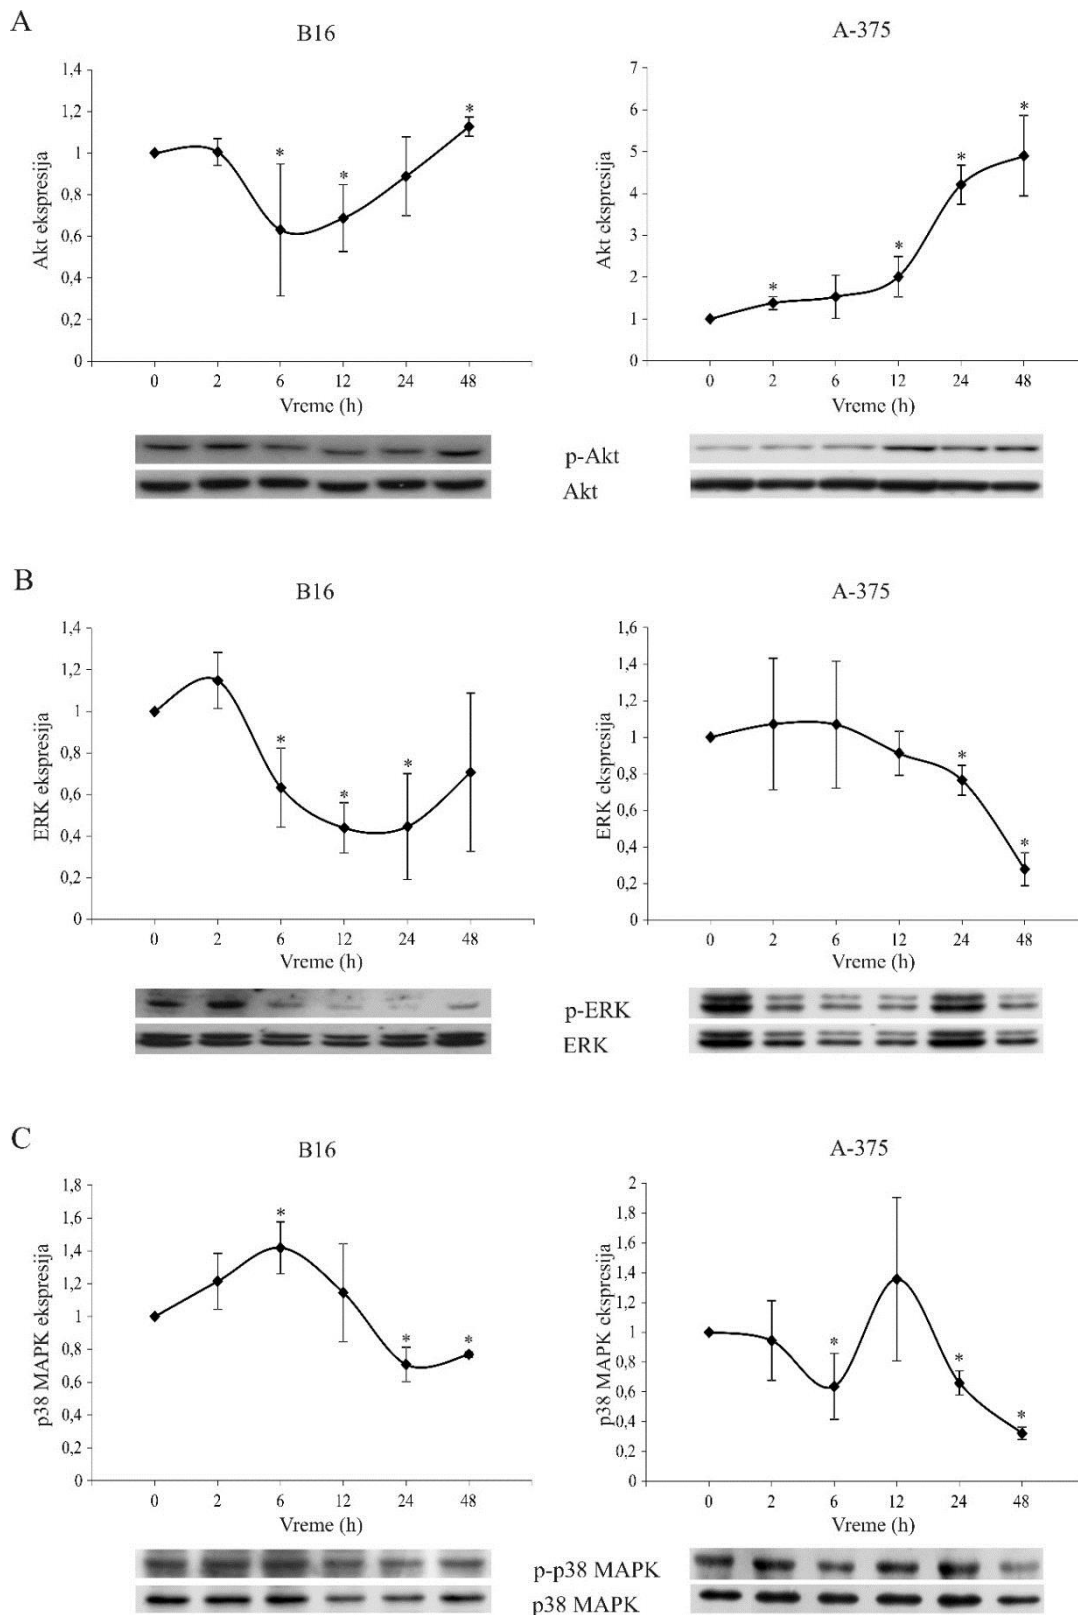 A
B16
A-375
1,4
1,2
1
0,8
0,6
0,4
0,2
0
Akt ekspresija
* * *
0 2 6 12 24 48
Vreme (h)
7
6
5
4
3
2
1
0
Akt ekspresija
* * * *
0 2 6 12 24 48
Vreme (h)
p-Akt
Akt
B
B16
A-375
1,4
1,2
1
0,8
0,6
0,4
0,2
0
ERK ekspresija
* * *
0 2 6 12 24 48
Vreme (h)
1,6
1,4
1,2
1
0,8
0,6
0,4
0,2
0
ERK ekspresija
* *
0 2 6 12 24 48
Vreme (h)
p-ERK
ERK
C
B16
A-375
1,8
1,6
1,4
1,2
1
0,8
0,6
0,4
0,2
0
p38 MAPK ekspresija
* * *
0 2 6 12 24 48
Vreme (h)
2
1,8
1,6
1,4
1,2
1
0,8
0,6
0,4
0,2
0
p38 MAPK ekspresija
* * *
0 2 6 12 24 48
Vreme (h)
p-p38 MAPK
p38 MAPK